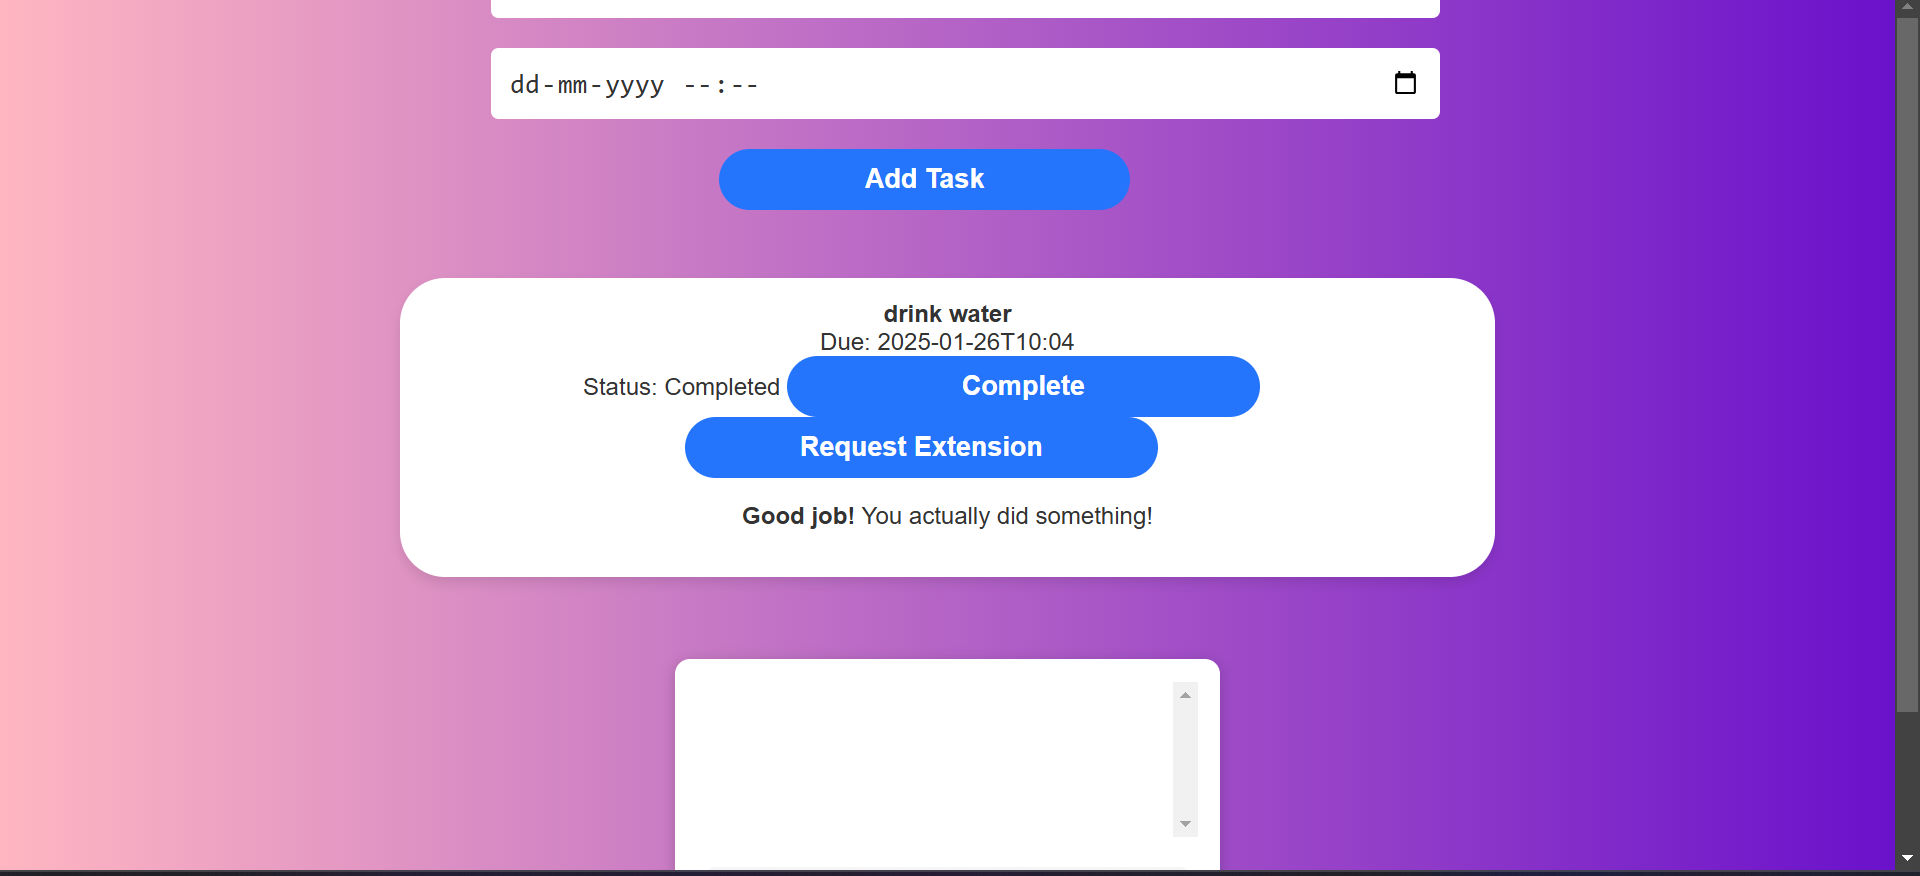 dd-mm-yyyy --:--
Add Task
drink water
Due: 2025-01-26T10:04
Status: Completed Complete
Request Extension
Good job! You actually did something!